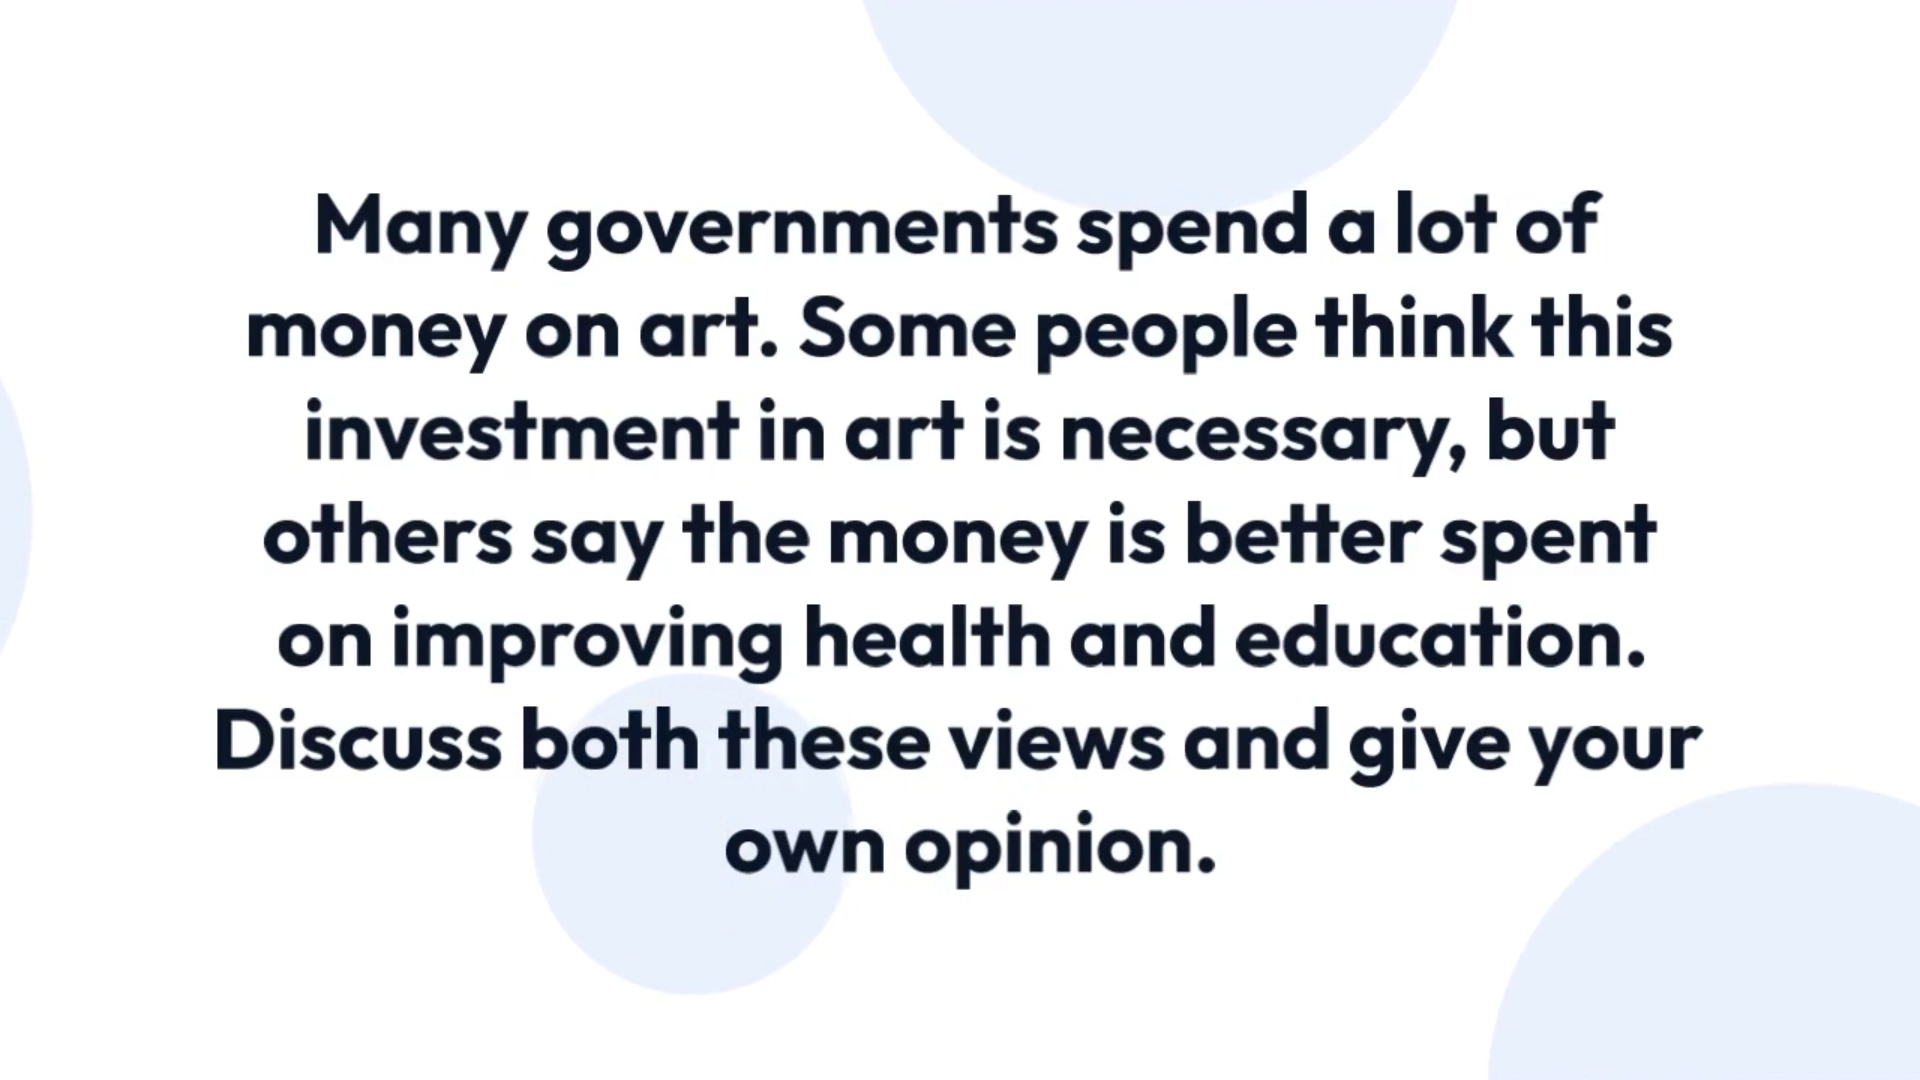 Many governments spend a lot of
money on art. Some people think this
investment in art is necessary, but
others say the money is better spent
on improving health and education.
Discuss both these views and give your
own opinion.